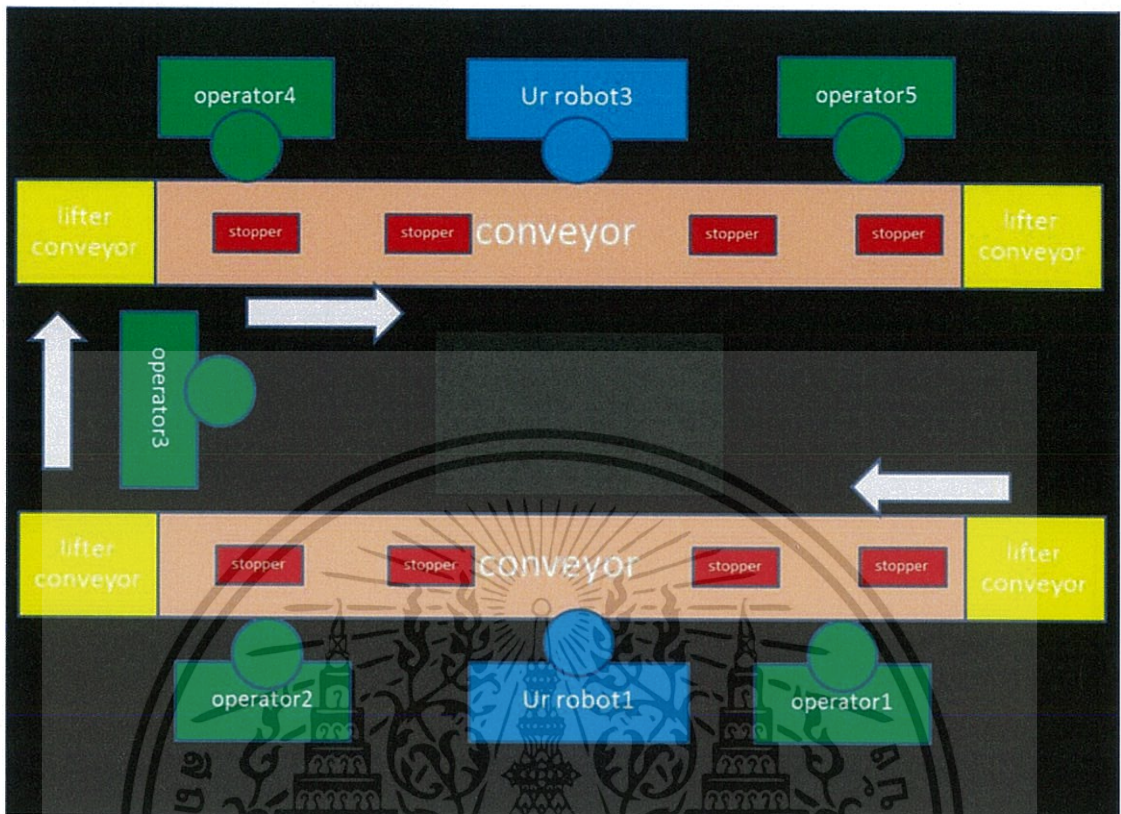 operator4
Ur robot3
operator5
lifter
conveyor
stopper
stopper
conveyor
stopper
stopper
lifter
conveyor
operator3
lifter
conveyor
stopper
stopper
conveyor
stopper
stopper
lifter
conveyor
operator2
Ur robot1
operator1